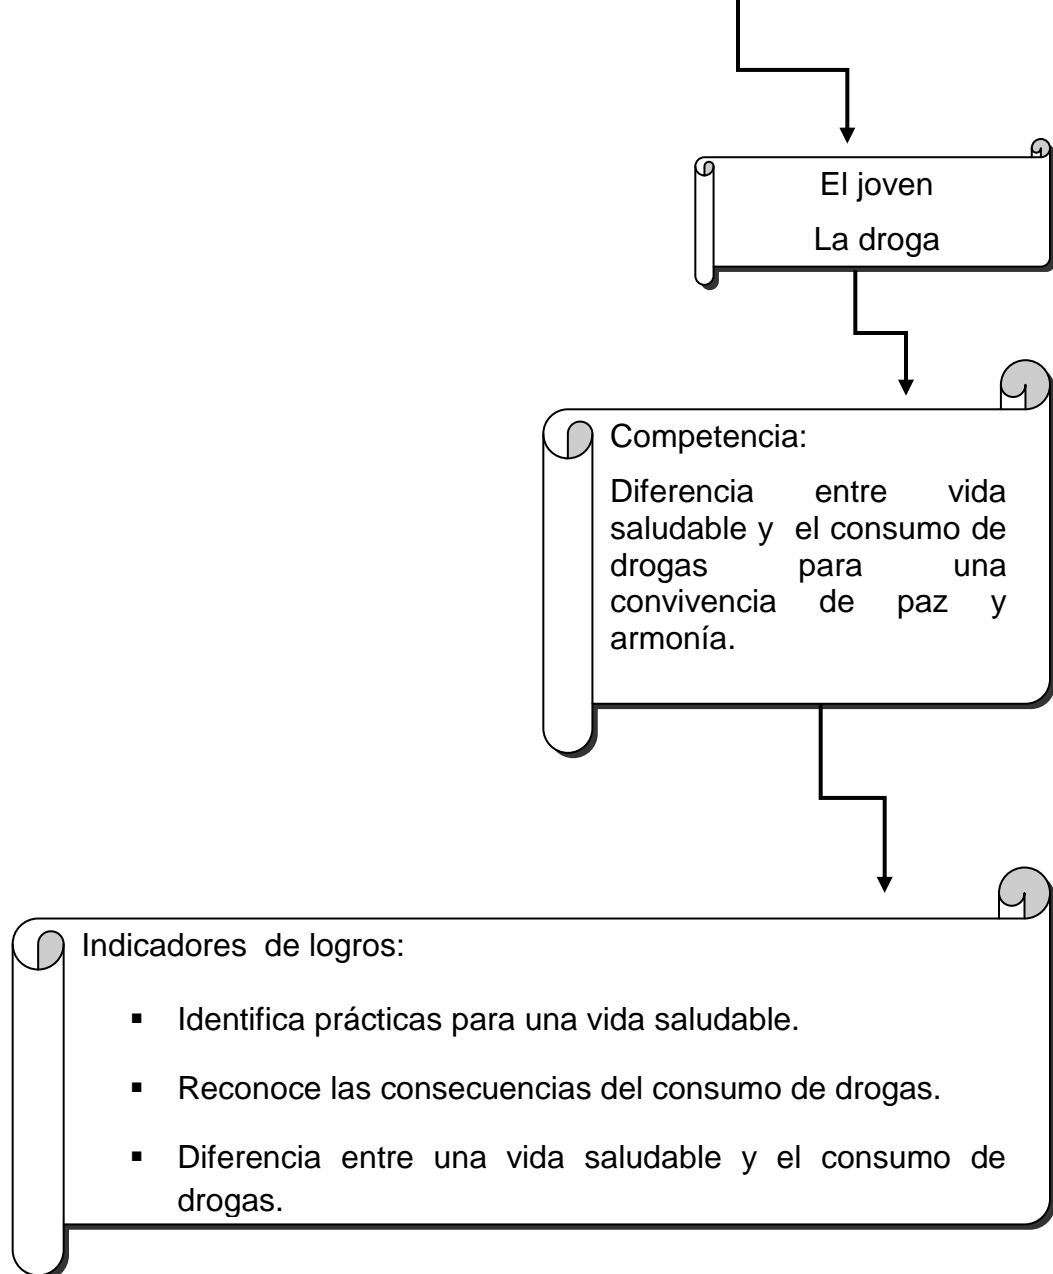 El joven
La droga
Competencia:
Diferencia entre vida
saludable y el consumo de
drogas para una
convivencia de paz y
armonía.
Indicadores de logros:
▪ Identifica prácticas para una vida saludable.
▪ Reconoce las consecuencias del consumo de drogas.
▪ Diferencia entre una vida saludable y el consumo de
drogas.